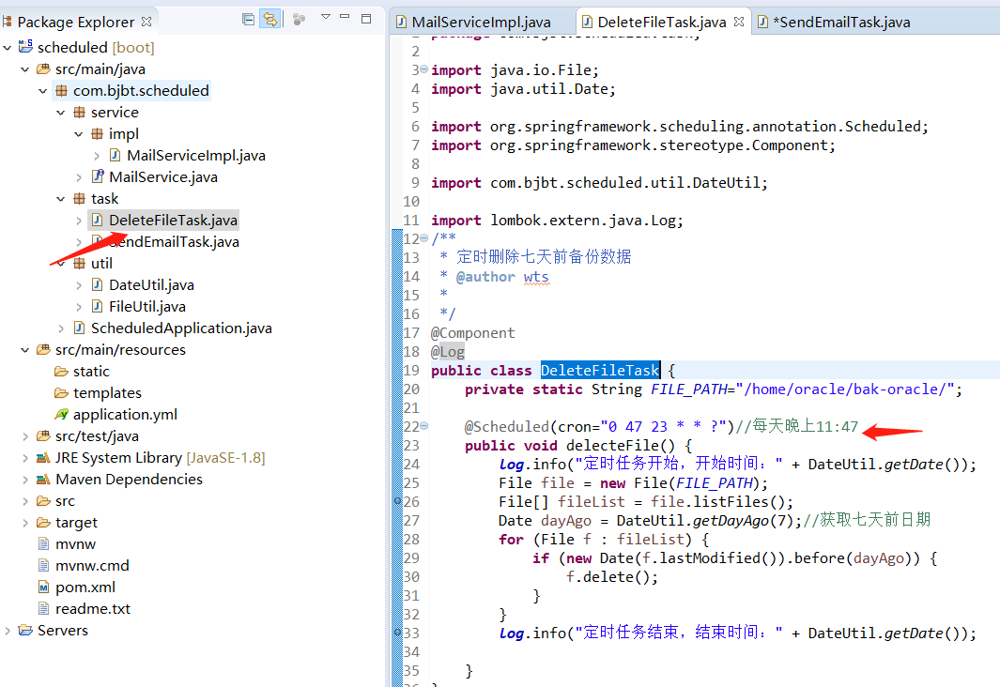 Package Explorer
scheduled [boot]
src/main/java
com.bjbt.scheduled
service
impl
MailServiceImpl.java
MailService.java
task
DeleteFileTask.java
SendEmailTask.java
util
DateUtil.java
FileUtil.java
ScheduledApplication.java
src/main/resources
static
templates
application.yml
src/test/java
JRE System Library [JavaSE-1.8]
Maven Dependencies
src
target
mvnw
mvnw.cmd
pom.xml
readme.txt
Servers
MailServiceImpl.java DeleteFileTask.java *SendEmailTask.java
2
3 import java.io.File;
4 import java.util.Date;
5
6 import org.springframework.scheduling.annotation.Scheduled;
7 import org.springframework.stereotype.Component;
8
9 import com.bjbt.scheduled.util.DateUtil;
10
11 import lombok.extern.java.Log;
12 /**
13 * 定时删除七天前备份数据
14 * @author wts
15 *
16 */
17 @Component
18 @Log
19 public class DeleteFileTask {
20 private static String FILE_PATH="/home/oracle/bak-oracle/";
21
22 @Scheduled(cron="0 47 23 * * ?")//每天晚上11:47
23 public void delecteFile() {
24 log.info("定时任务开始，开始时间：" + DateUtil.getDate());
25 File file = new File(FILE_PATH);
26 File[] fileList = file.listFiles();
27 Date dayAgo = DateUtil.getDayAgo(7);//获取七天前日期
28 for (File f : fileList) {
29 if (new Date(f.lastModified()).before(dayAgo)) {
30 f.delete();
31 }
32 }
33 log.info("定时任务结束，结束时间：" + DateUtil.getDate());
34
35 }